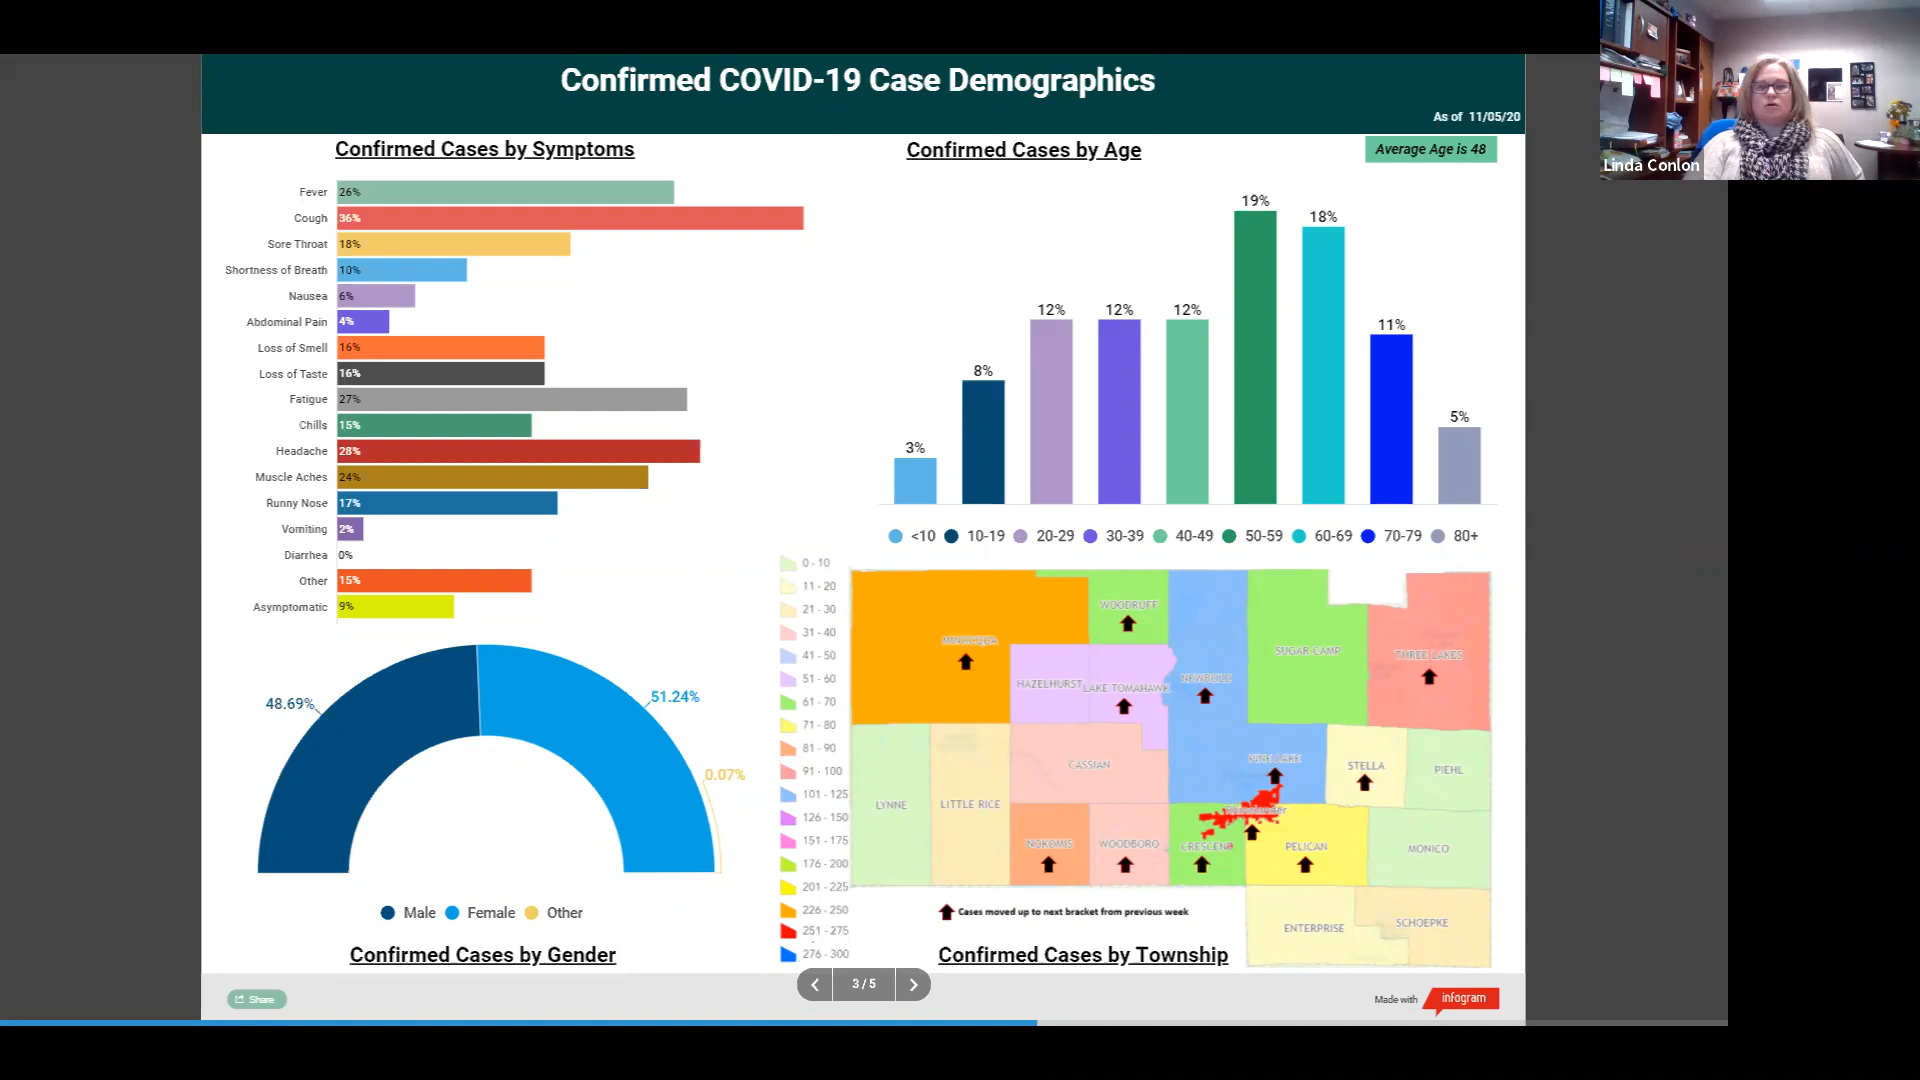 Confirmed COVID-19 Case Demographics
As of 11/05/20
Linda Conlon
Confirmed Cases by Symptoms
Fever 26%
Cough 36%
Sore Throat 18%
Shortness of Breath 10%
Nausea 6%
Abdominal Pain 4%
Loss of Smell 16%
Loss of Taste 16%
Fatigue 27%
Chills 15%
Headache 28%
Muscle Aches 24%
Runny Nose 17%
Vomiting 2%
Diarrhea 0%
Other 15%
Asymptomatic 9%
Confirmed Cases by Age
Average Age is 48
3%
8%
12%
12%
12%
19%
18%
11%
5%
<10 10-19 20-29 30-39 40-49 50-59 60-69 70-79 80+
48.69%
51.24%
0.07%
Male Female Other
Confirmed Cases by Gender
0 - 10
11 - 20
21 - 30
31 - 40
41 - 50
51 - 60
61 - 70
71 - 80
81 - 90
91 - 100
101 - 125
126 - 150
151 - 175
176 - 200
201 - 225
226 - 250
251 - 275
276 - 300
WOODRUFF
MINOCQUA
SUGAR CAMP
THREE LAKES
HAZELHURST
LAKE TOMAHAWK
NEWBOLD
CASSIAN
PINE LAKE
STELLA
PIEHL
LYNNE
LITTLE RICE
Rhinelander
NOKOMIS
WOODBORO
CRESCENT
PELICAN
MONICO
ENTERPRISE
SCHOEPKE
Cases moved up to next bracket from previous week
Confirmed Cases by Township
3 / 5
Share
Made with infogram